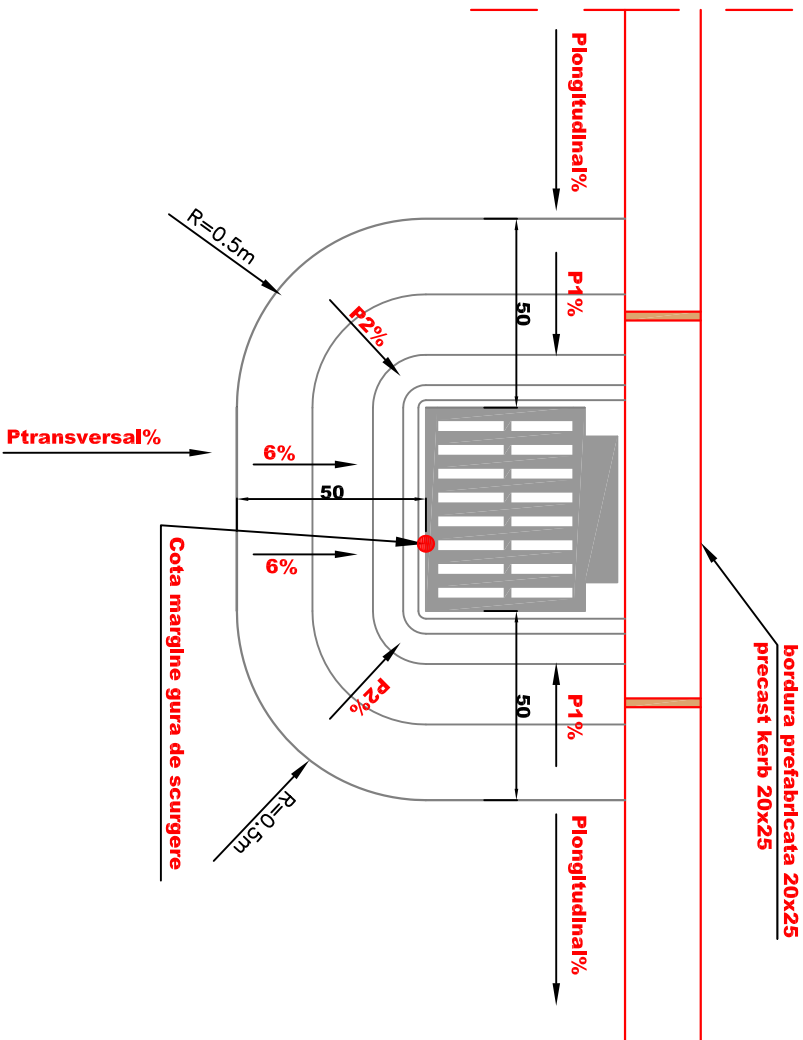 Plongitudinal%
R=0.5m
P1%
50
P2%
Ptransversal%
6%
50
6%
Cota margine gura de scurgere
P2%
50
P1%
bordura prefabricata 20x25
precast kerb 20x25
R=0.5m
Plongitudinal%